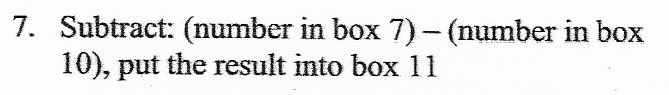 7. Subtract: (number in box 7) – (number in box
10), put the result into box 11